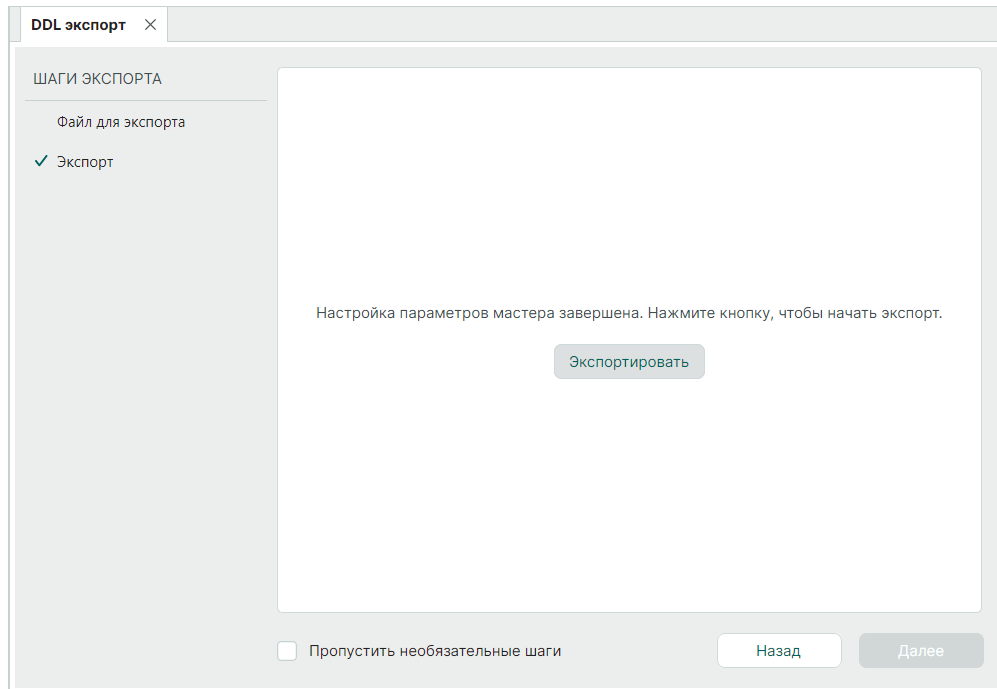 DDL экспорт
ШАГИ ЭКСПОРТА
Файл для экспорта
Экспорт
Настройка параметров мастера завершена. Нажмите кнопку, чтобы начать экспорт.
Экспортировать
Пропустить необязательные шаги
Назад
Далее